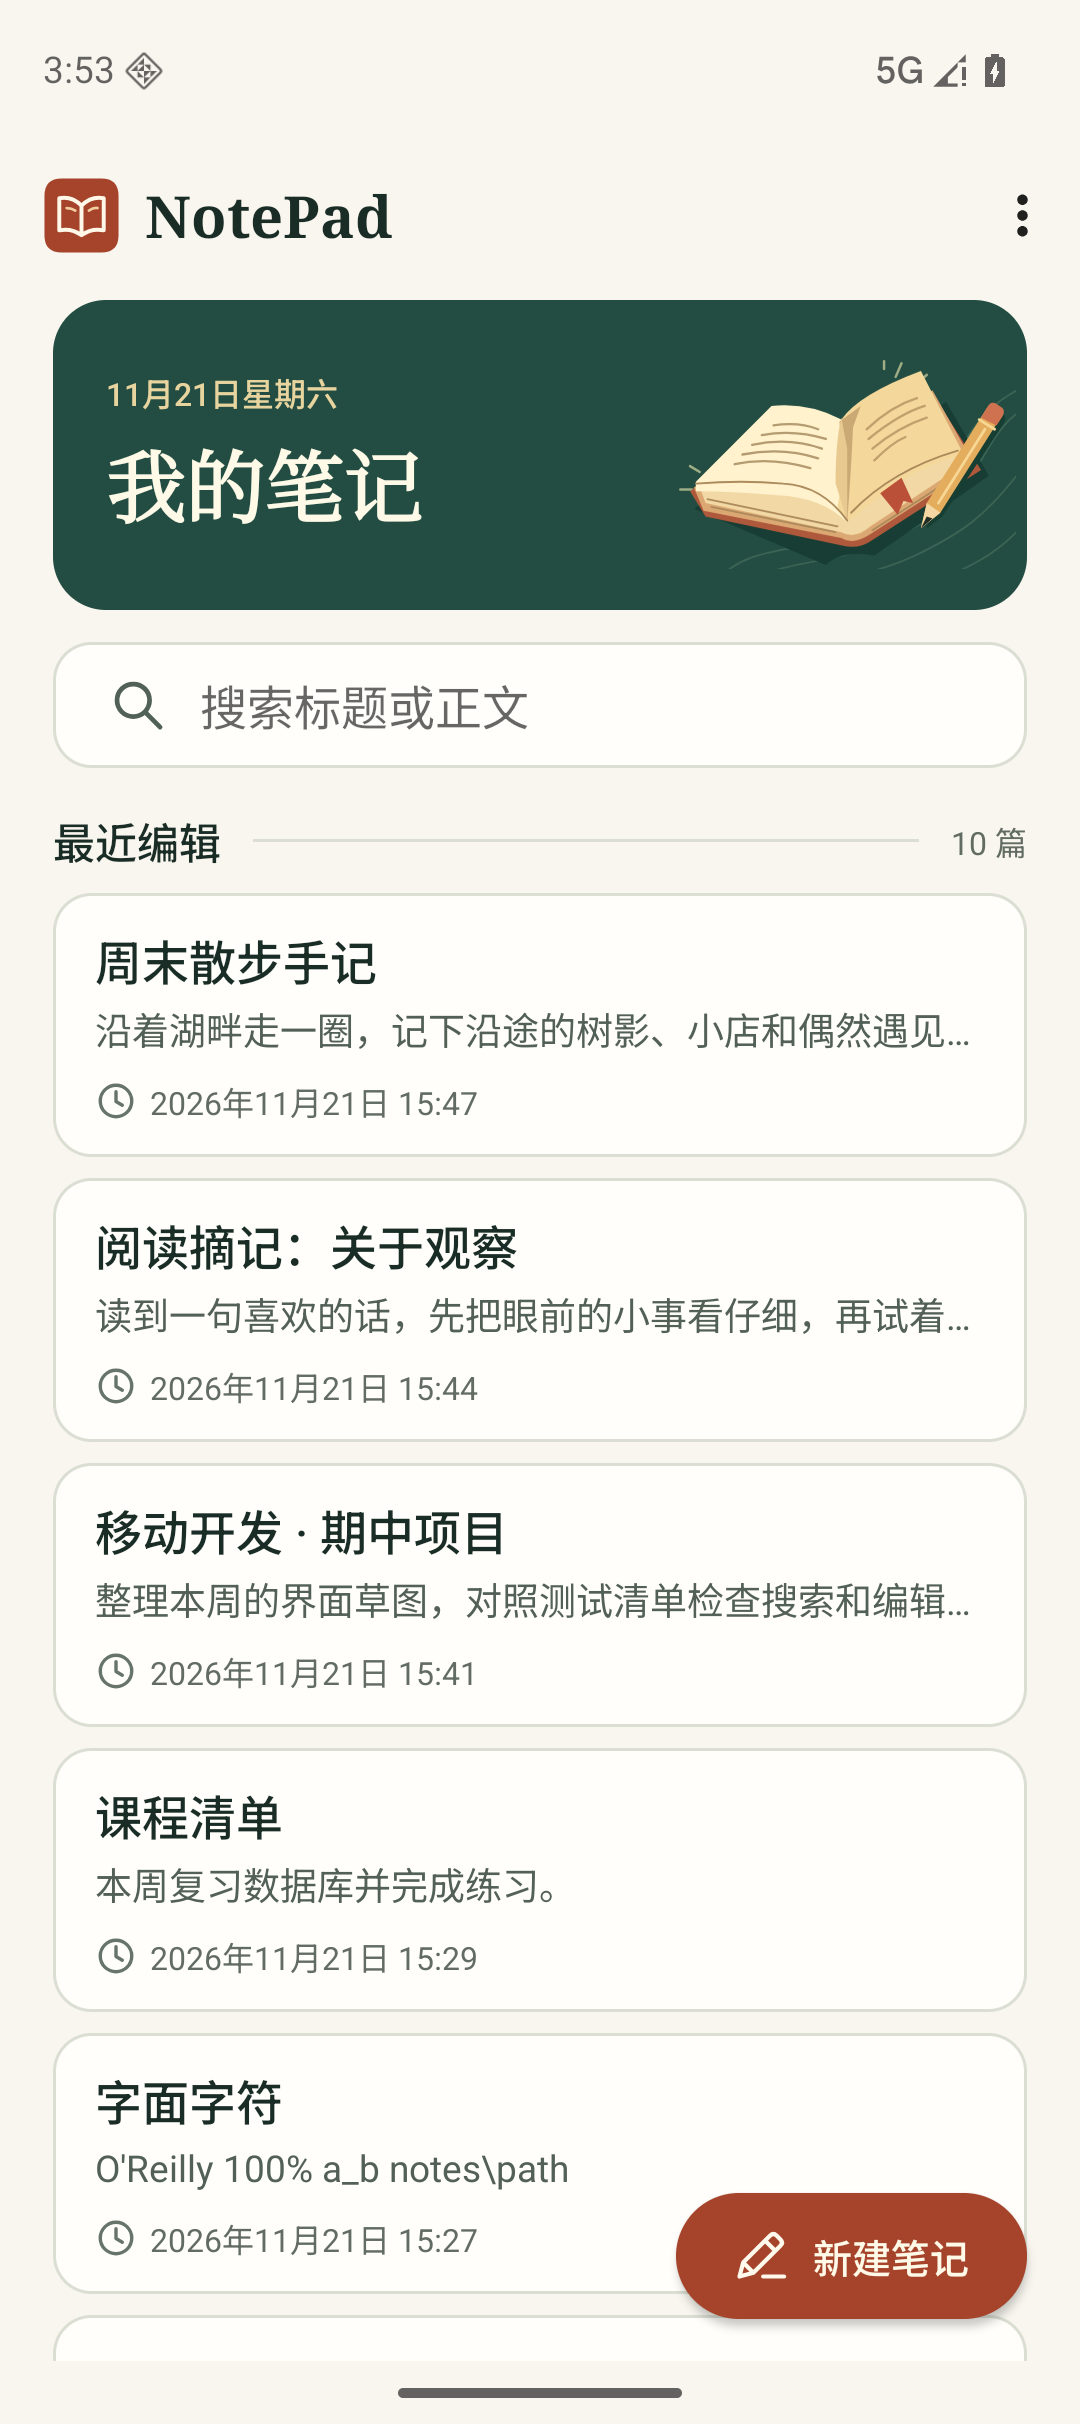 3:53
5G
NotePad
11月21日星期六
我的笔记
搜索标题或正文
最近编辑
10 篇
周末散步手记
沿着湖畔走一圈，记下沿途的树影、小店和偶然遇见...
2026年11月21日 15:47
阅读摘记：关于观察
读到一句喜欢的话，先把眼前的小事看仔细，再试着...
2026年11月21日 15:44
移动开发 · 期中项目
整理本周的界面草图，对照测试清单检查搜索和编辑...
2026年11月21日 15:41
课程清单
本周复习数据库并完成练习。
2026年11月21日 15:29
字面字符
O'Reilly 100% a_b notes\path
2026年11月21日 15:27
新建笔记